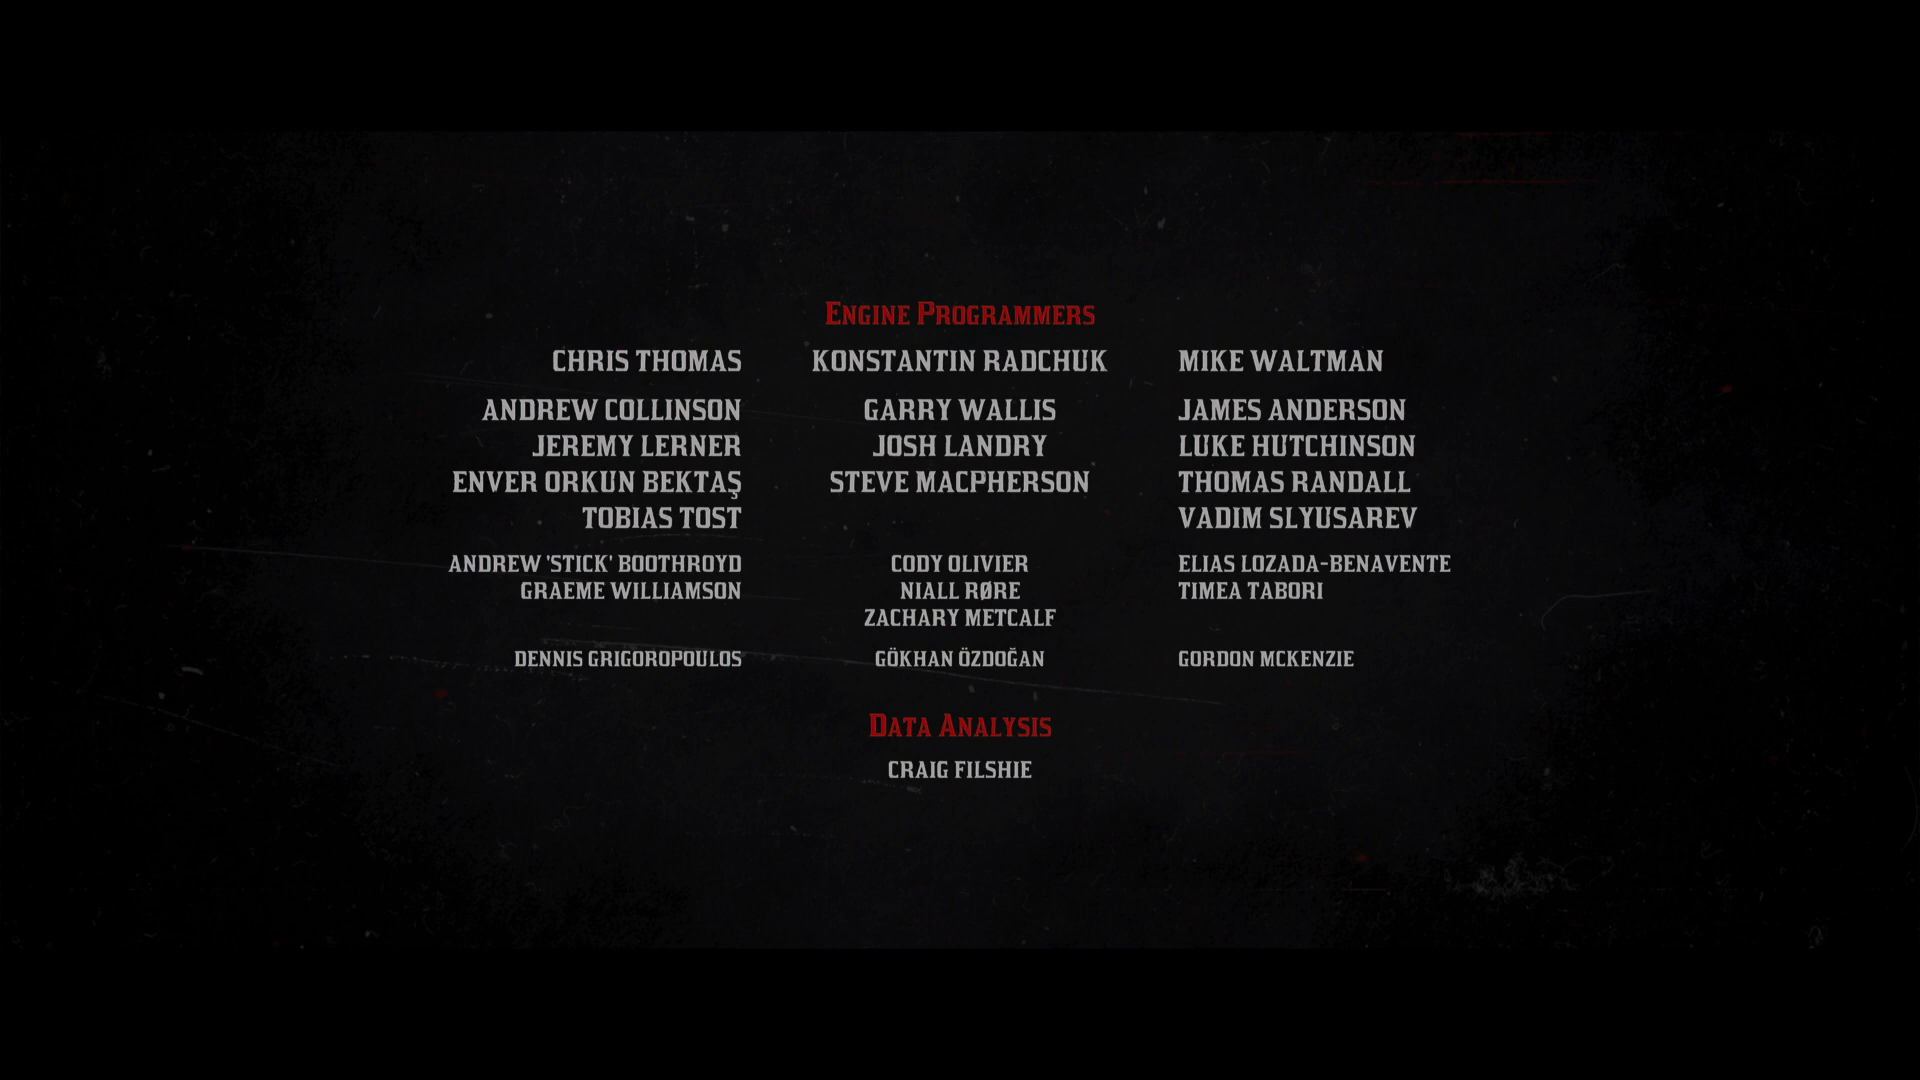 Engine Programmers
CHRIS THOMAS KONSTANTIN RADCHUK MIKE WALTMAN
ANDREW COLLINSON GARRY WALLIS JAMES ANDERSON
JEREMY LERNER JOSH LANDRY LUKE HUTCHINSON
ENVER ORKUN BEKTAŞ STEVE MACPHERSON THOMAS RANDALL
TOBIAS TOST VADIM SLYUSAREV
ANDREW 'STICK' BOOTHROYD CODY OLIVIER ELIAS LOZADA-BENAVENTE
GRAEME WILLIAMSON NIALL RØRE TIMEA TABORI
ZACHARY METCALF
DENNIS GRIGOROPOULOS GÖKHAN ÖZDOĞAN GORDON MCKENZIE
Data Analysis
CRAIG FILSHIE